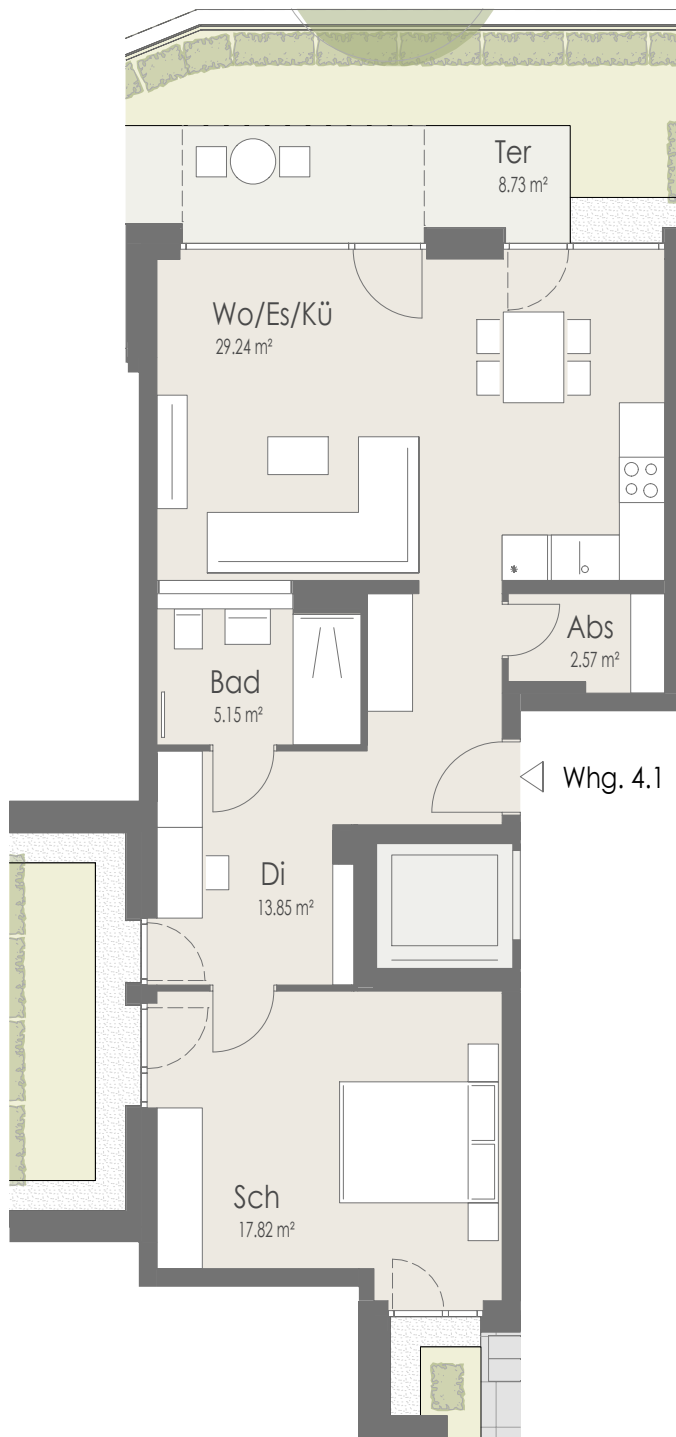 Ter
8.73 m²
Wo/Es/Kü
29.24 m²
Abs
2.57 m²
Bad
5.15 m²
Whg. 4.1
Di
13.85 m²
Sch
17.82 m²